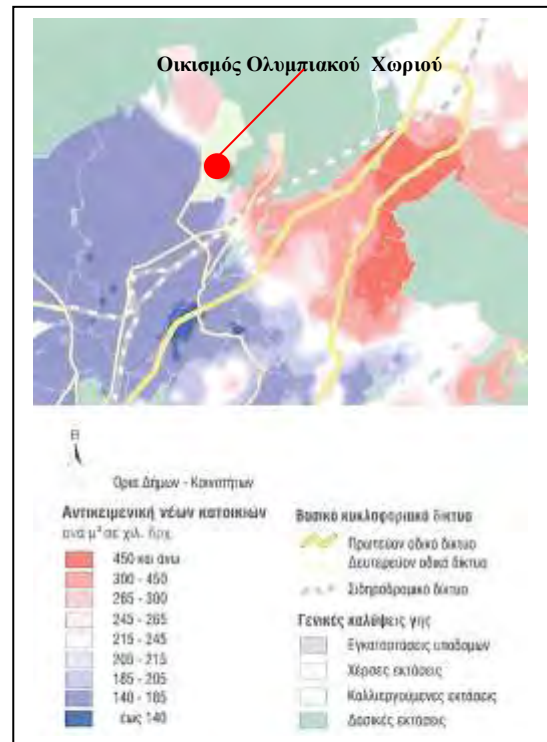 Οικισμός Ολυμπιακού Χωριού
Β
Όρια Δήμων - Κοινοτήτων
Αντικειμενική νέων κατοικιών
ανά μ² σε χιλ. δρχ.
450 και άνω
300 - 450
265 - 300
245 - 265
215 - 245
205 - 215
185 - 205
140 - 185
έως 140
Βασικό κυκλοφοριακό δίκτυο
Πρωτεύον οδικό δίκτυο
Δευτερεύον οδικό δίκτυο
Σιδηροδρομικό δίκτυο
Γενικές καλύψεις γης
Εγκαταστάσεις υποδομών
Χέρσες εκτάσεις
Καλλιεργούμενες εκτάσεις
Δασικές εκτάσεις